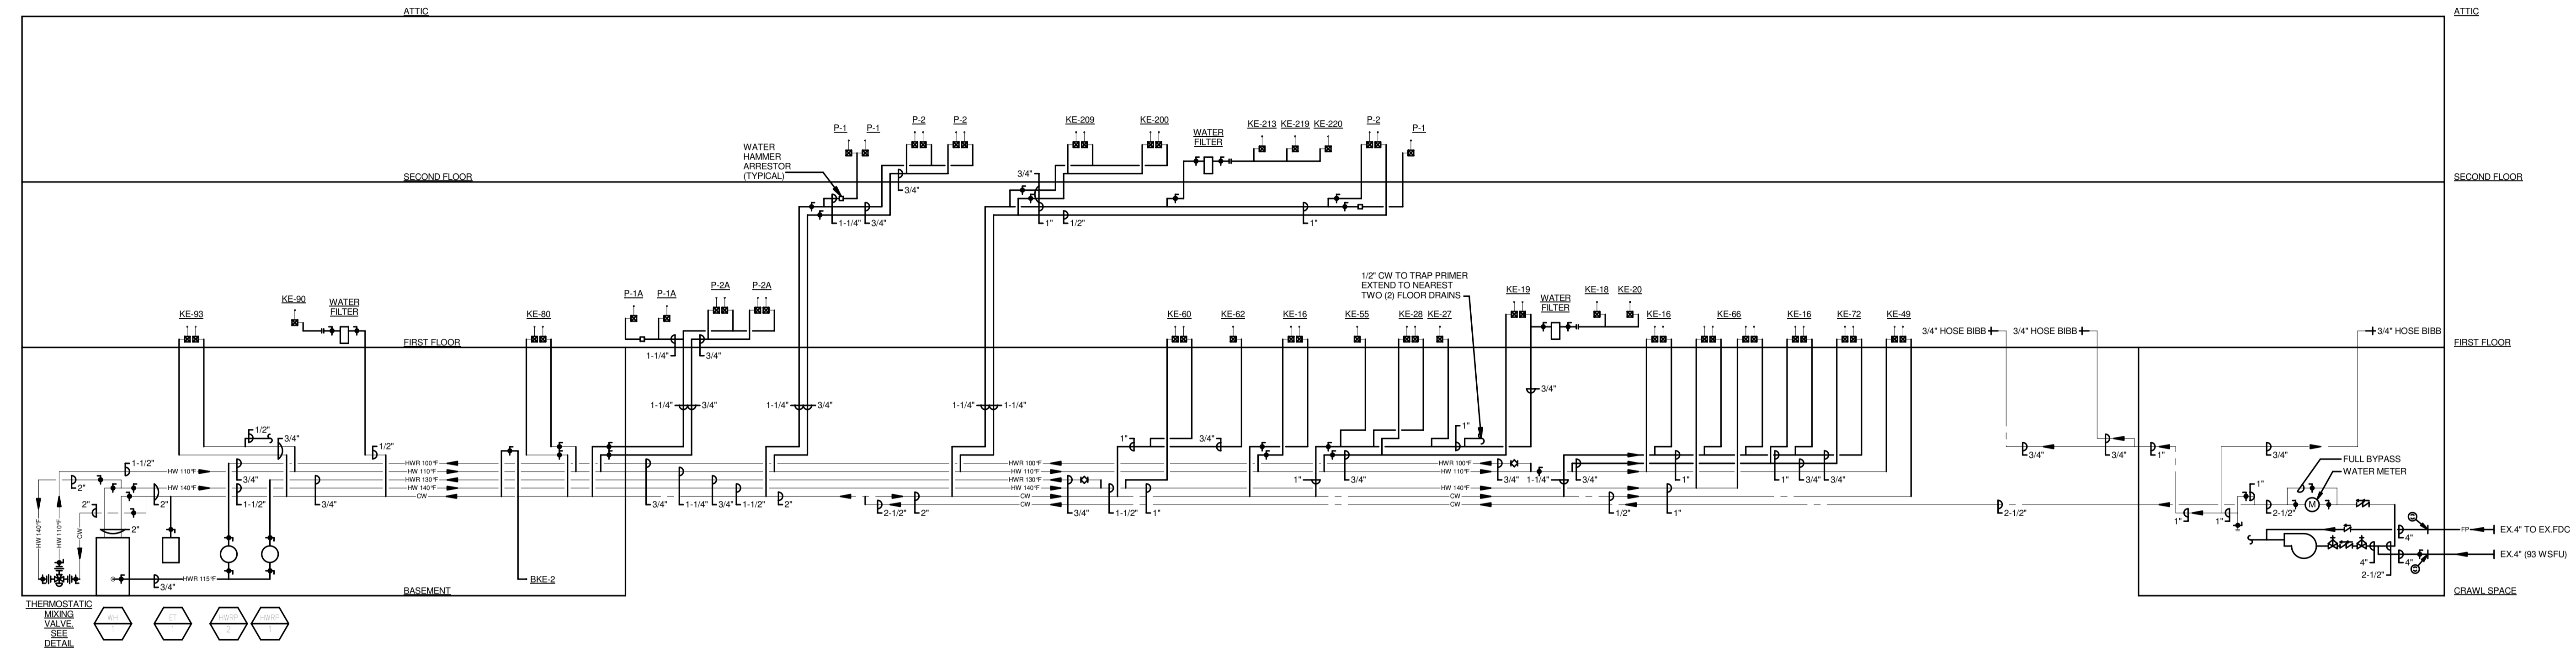 ATTIC
ATTIC
P-1
P-1
P-2
P-2
KE-209
KE-200
WATER
FILTER
KE-213
KE-219
KE-220
P-2
P-1
WATER
HAMMER
ARRESTOR
(TYPICAL)
SECOND FLOOR
SECOND FLOOR
3/4"
3/4"
1-1/4"
3/4"
1"
1/2"
1"
1/2" CW TO TRAP PRIMER
EXTEND TO NEAREST
TWO (2) FLOOR DRAINS
KE-93
KE-90
WATER
FILTER
KE-80
P-1A
P-1A
P-2A
P-2A
KE-60
KE-62
KE-16
KE-55
KE-28
KE-27
KE-19
WATER
FILTER
KE-18
KE-20
KE-16
KE-66
KE-16
KE-72
KE-49
3/4" HOSE BIBB
3/4" HOSE BIBB
3/4" HOSE BIBB
FIRST FLOOR
FIRST FLOOR
1-1/4"
3/4"
3/4"
1-1/4"
3/4"
1-1/4"
3/4"
1-1/4"
1-1/4"
1/2"
3/4"
1/2"
1"
3/4"
1"
3/4"
3/4"
1"
3/4"
1-1/2"
HW 110°F
HWR 100°F
HW 110°F
HWR 130°F
HW 140°F
CW
HWR 100°F
HW 110°F
HWR 130°F
HW 140°F
CW
CW
HWR 100°F
HW 110°F
HW 140°F
CW
CW
2"
HW 140°F
2"
2"
2"
3/4"
1-1/2"
3/4"
3/4"
1-1/4"
3/4"
1-1/2"
2"
2-1/2"
2"
3/4"
1-1/2"
1"
1"
3/4"
3/4"
1-1/4"
3/4"
1/2"
1"
1"
1"
3/4"
3/4"
2-1/2"
1"
1"
1"
2-1/2"
FULL BYPASS
WATER METER
M
HW 140°F
HW 110°F
CW
HWR 115°F
3/4"
BKE-2
4"
FP
EX.4" TO EX.FDC
4"
4"
2-1/2"
EX.4" (93 WSFU)
BASEMENT
CRAWL SPACE
THERMOSTATIC
MIXING
VALVE.
SEE
DETAIL
WH
1
ET
1
HWRP
2
HWRP
1